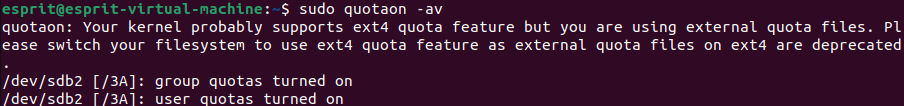 esprit@esprit-virtual-machine:~$ sudo quotaon -av
quotaon: Your kernel probably supports ext4 quota feature but you are using external quota files. Pl
ease switch your filesystem to use ext4 quota feature as external quota files on ext4 are deprecated
.
/dev/sdb2 [/3A]: group quotas turned on
/dev/sdb2 [/3A]: user quotas turned on